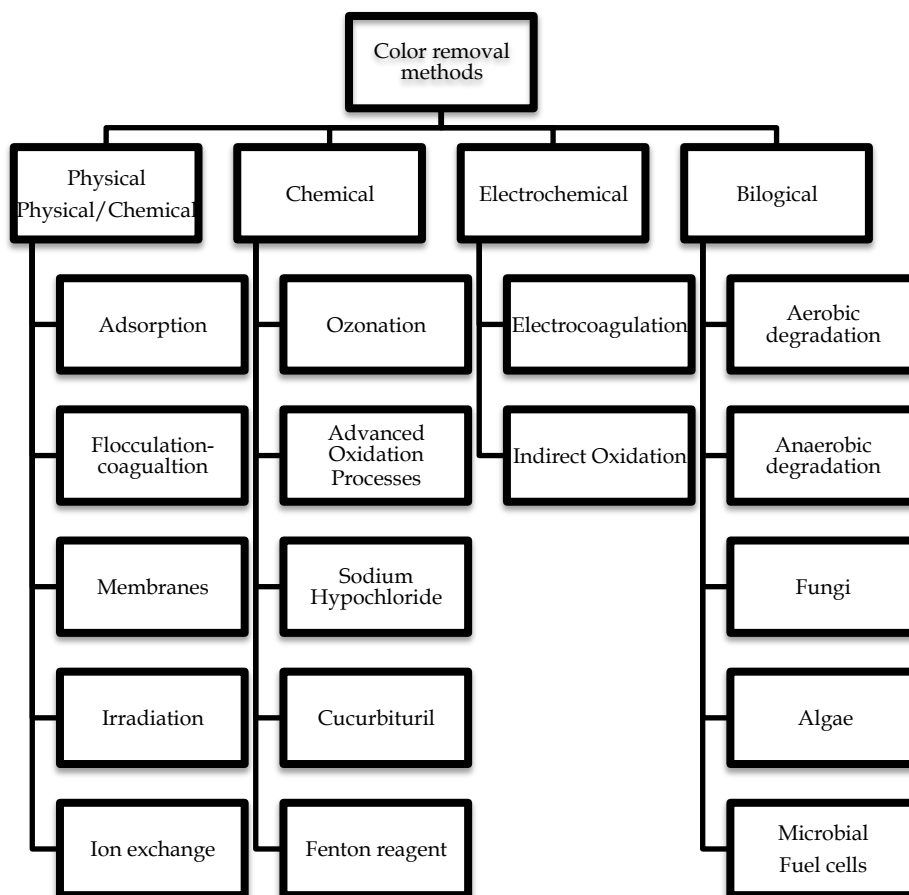 Color removal
methods
Physical
Physical/Chemical
Chemical
Electrochemical
Bilogical
Adsorption
Ozonation
Electrocoagulation
Aerobic
degradation
Flocculation-
coagualtion
Advanced
Oxidation
Processes
Indirect Oxidation
Anaerobic
degradation
Membranes
Sodium
Hypochloride
Fungi
Irradiation
Cucurbituril
Algae
Ion exchange
Fenton reagent
Microbial
Fuel cells